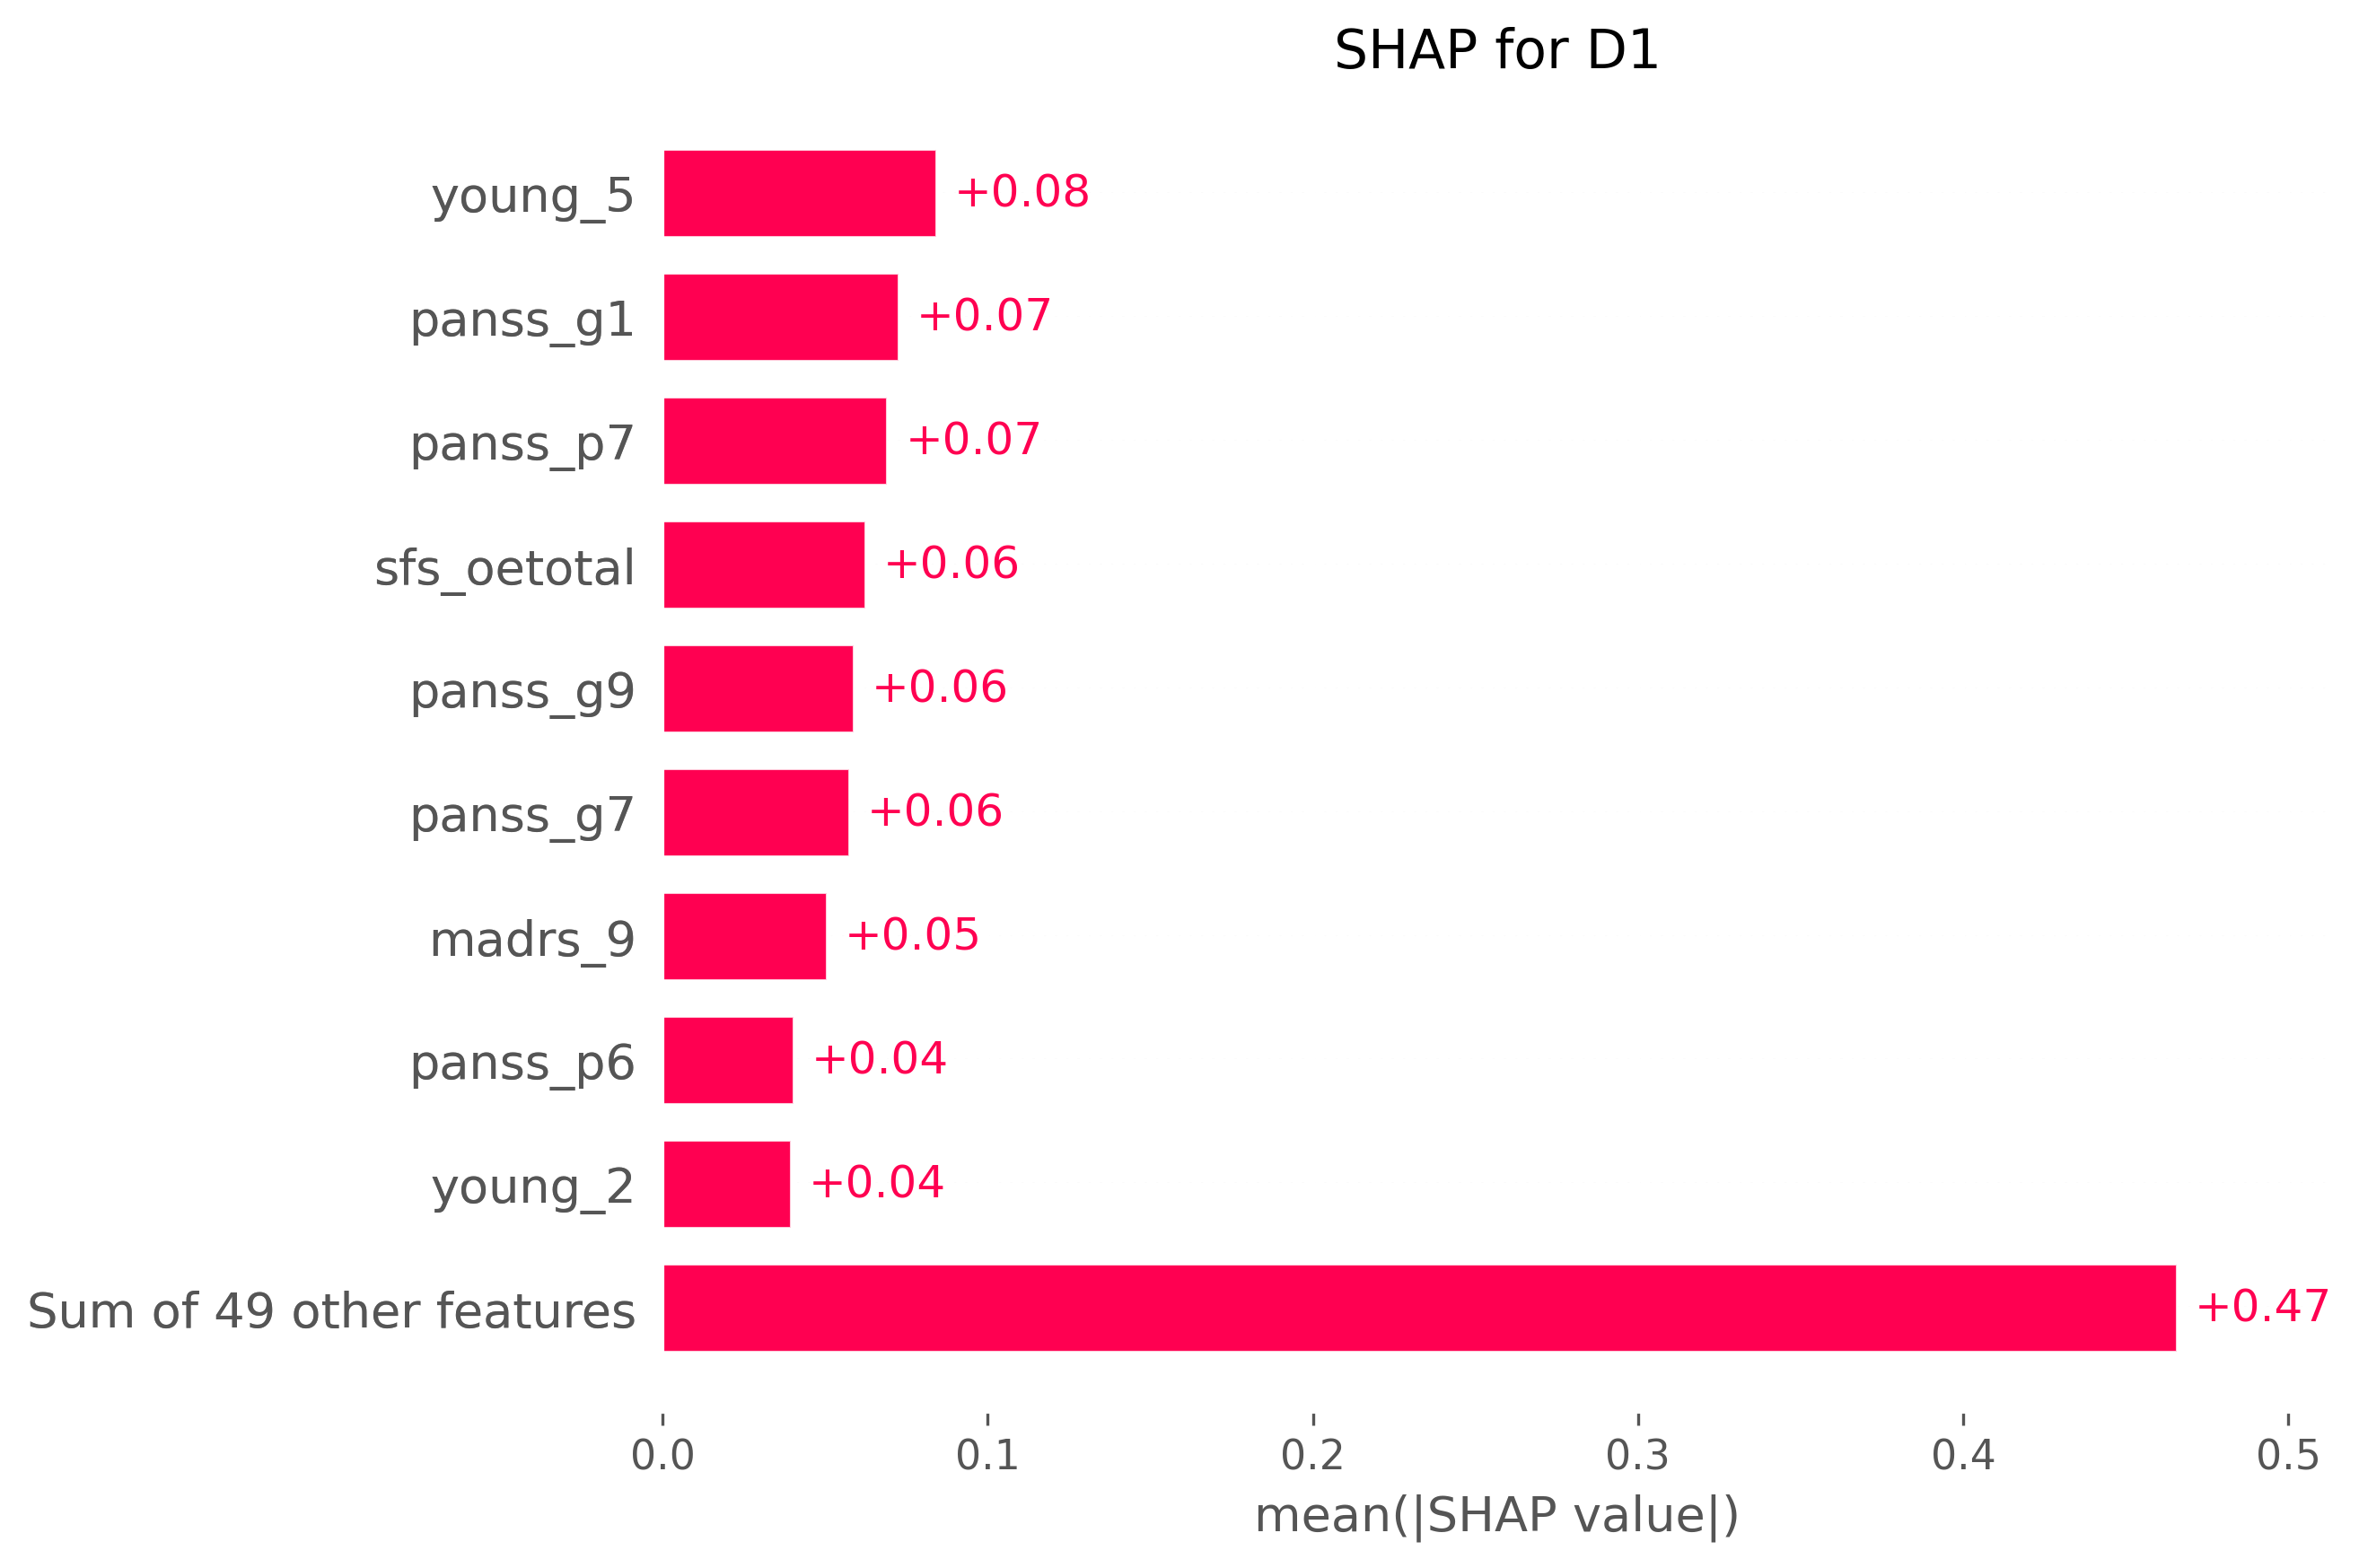 SHAP for D1
young_5 +0.08
panss_g1 +0.07
panss_p7 +0.07
sfs_oetotal +0.06
panss_g9 +0.06
panss_g7 +0.06
madrs_9 +0.05
panss_p6 +0.04
young_2 +0.04
Sum of 49 other features +0.47
0.0 0.1 0.2 0.3 0.4 0.5
mean(|SHAP value|)